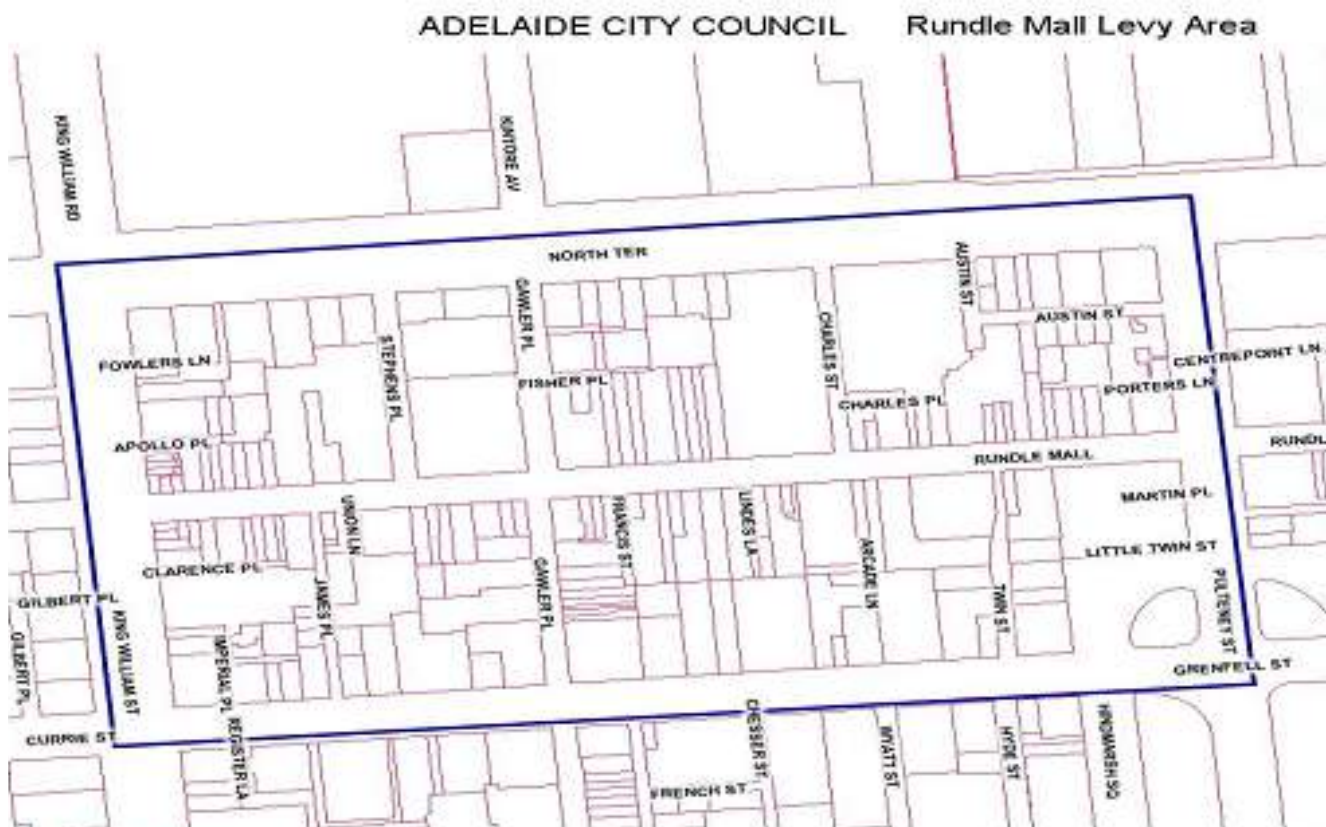 ADELAIDE CITY COUNCIL Rundle Mall Levy Area
KING WILLIAM RD
KINTORE AV
NORTH TER
AUSTIN ST
GAWLER PL
CHARLES ST
AUSTIN ST
STEPHENS PL
FOWLERS LN
CENTREPOINT LN
FISHER PL
PORTERS LN
CHARLES PL
APOLLO PL
RUNDL
RUNDLE MALL
MARTIN PL
UNION LN
FRANCIS ST
LINDES LA
LITTLE TWIN ST
CLARENCE PL
ARCADE LN
GAWLER PL
JAMES PL
TWIN ST
PULTENEY ST
GILBERT PL
KING WILLIAM ST
GILBERT PL
IMPERIAL PL
GRENFELL ST
CURRIE ST
REGISTER LA
CHESSER ST
WYATT ST
HYDE ST
HINDMARSH SQ
FRENCH ST